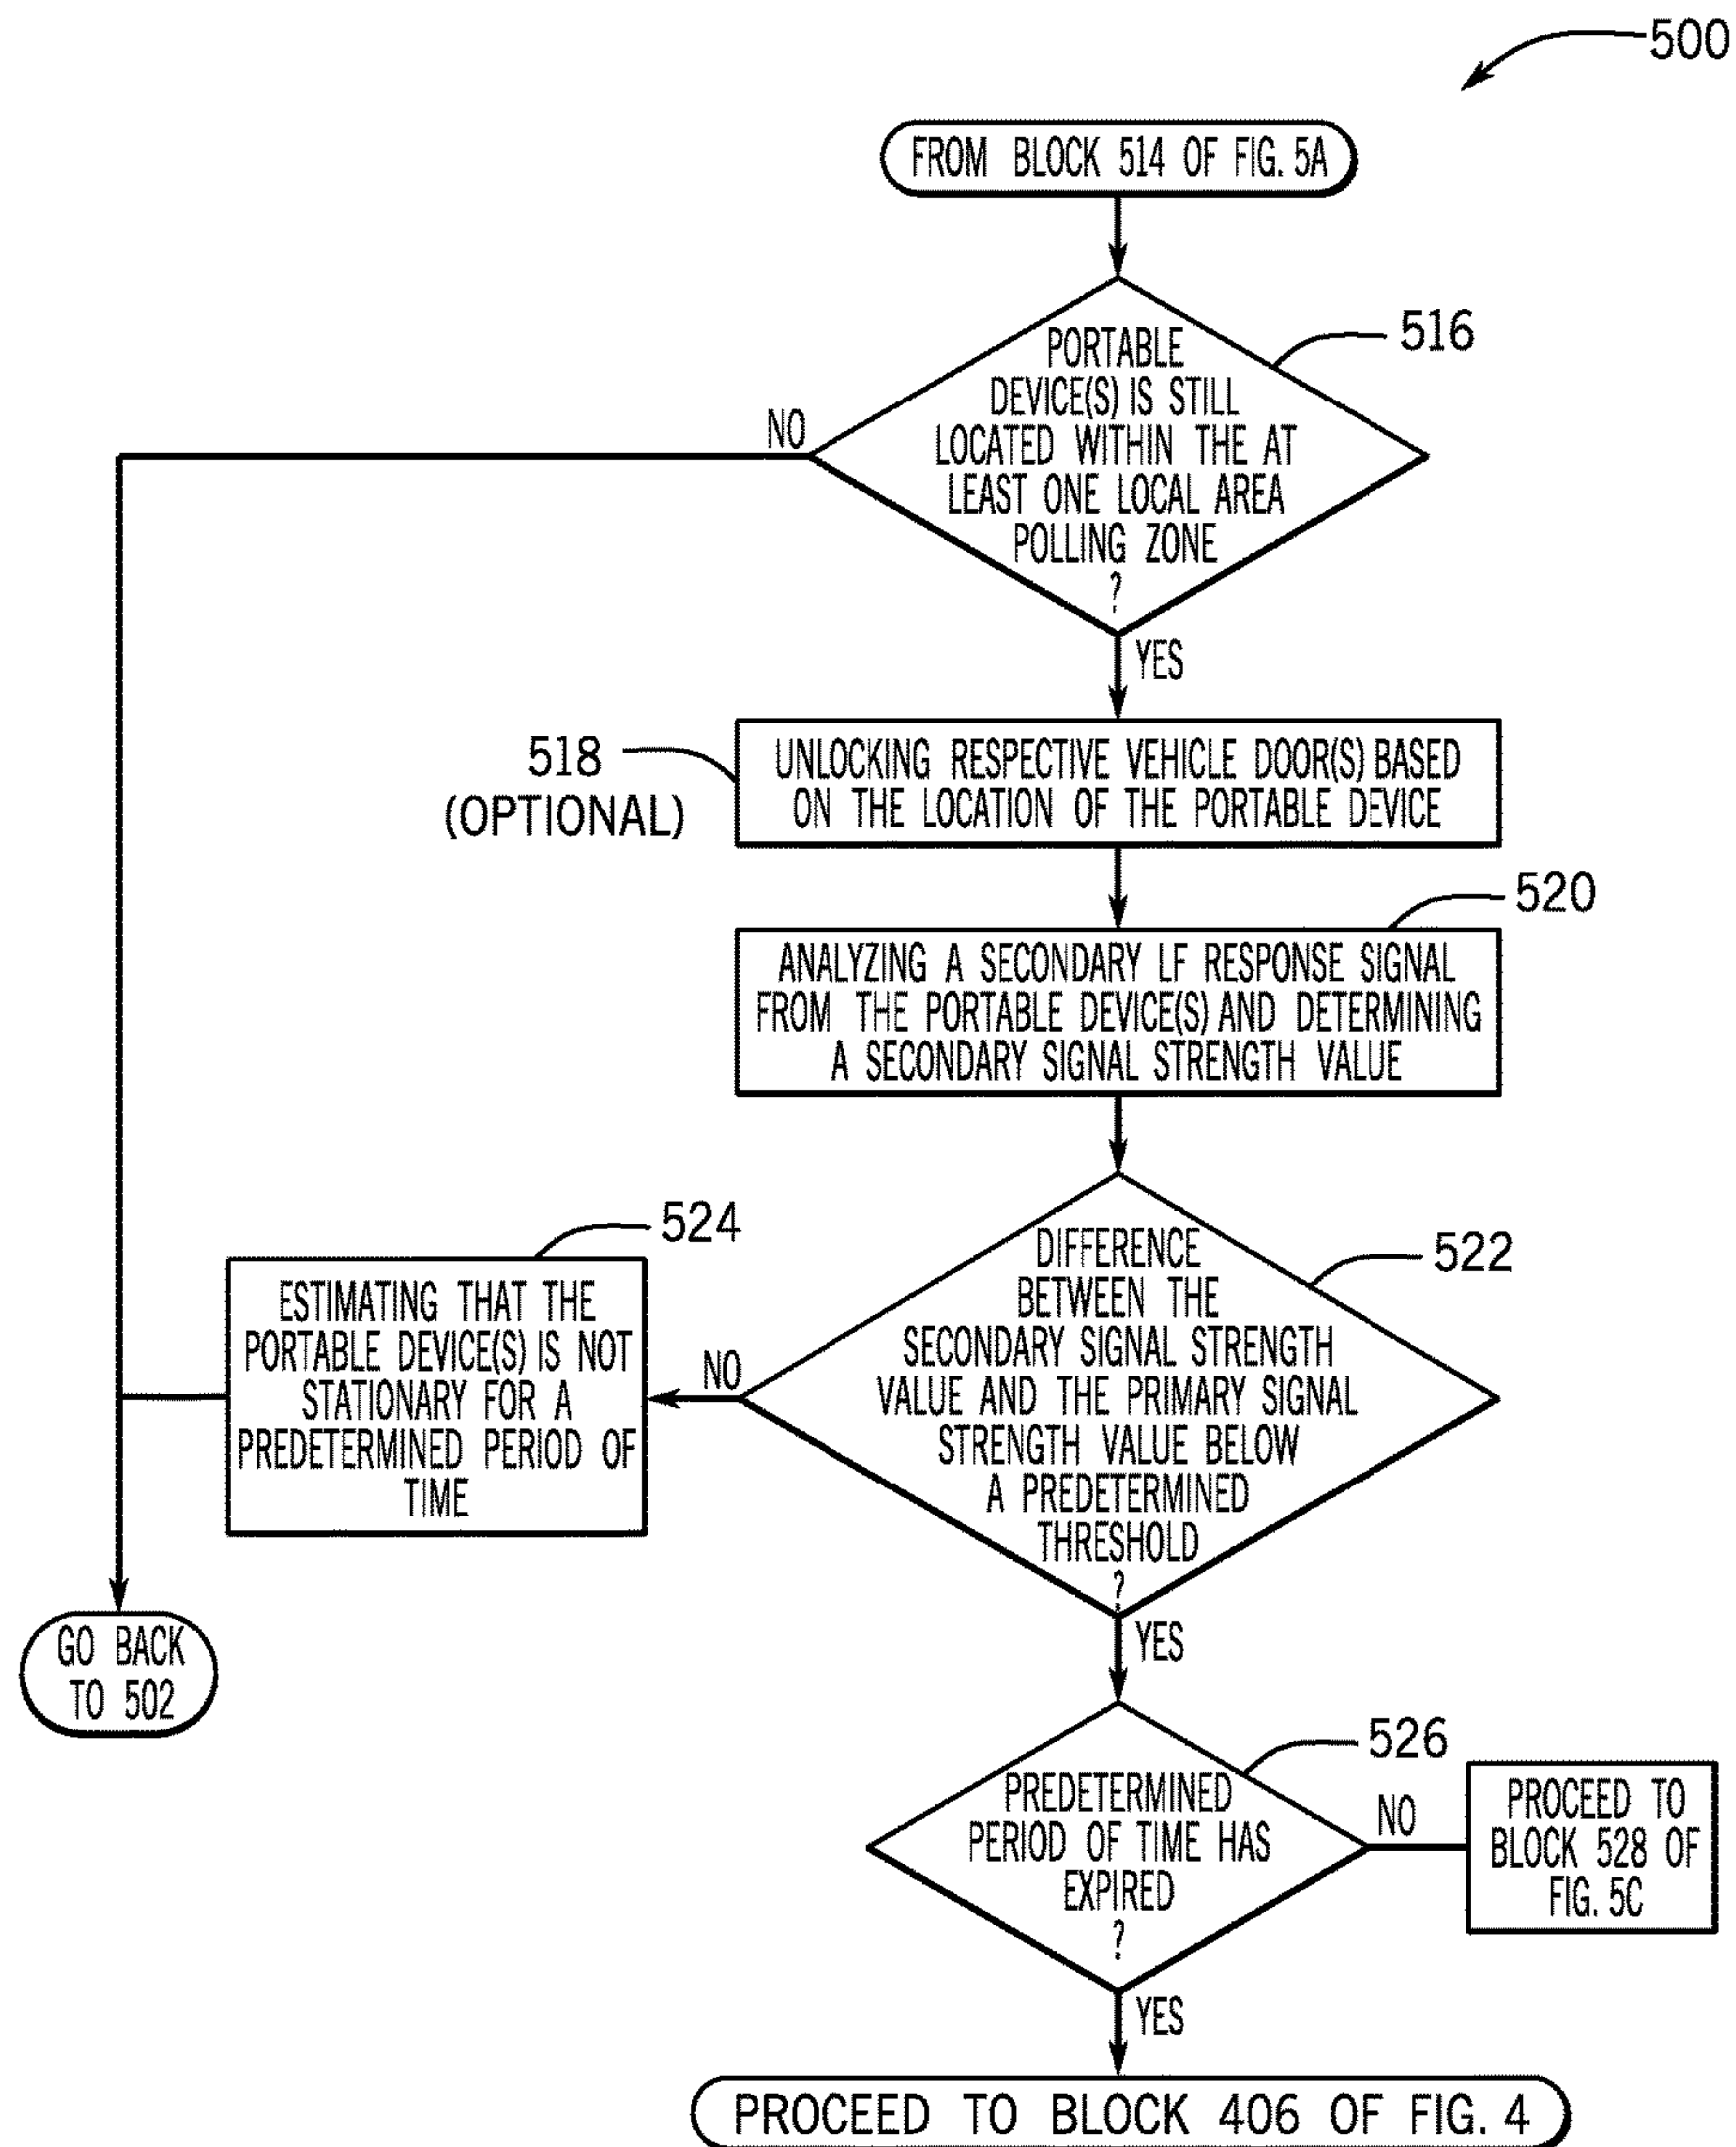 500
FROM BLOCK 514 OF FIG. 5A
516
PORTABLE
DEVICE(S) IS STILL
LOCATED WITHIN THE AT
LEAST ONE LOCAL AREA
POLLING ZONE
?
NO
YES
518
(OPTIONAL)
UNLOCKING RESPECTIVE VEHICLE DOOR(S) BASED
ON THE LOCATION OF THE PORTABLE DEVICE
520
ANALYZING A SECONDARY LF RESPONSE SIGNAL
FROM THE PORTABLE DEVICE(S) AND DETERMINING
A SECONDARY SIGNAL STRENGTH VALUE
522
DIFFERENCE
BETWEEN THE
SECONDARY SIGNAL STRENGTH
VALUE AND THE PRIMARY SIGNAL
STRENGTH VALUE BELOW
A PREDETERMINED
THRESHOLD
?
NO
524
ESTIMATING THAT THE
PORTABLE DEVICE(S) IS NOT
STATIONARY FOR A
PREDETERMINED PERIOD OF
TIME
GO BACK
TO 502
YES
526
PREDETERMINED
PERIOD OF TIME HAS
EXPIRED
?
NO
PROCEED TO
BLOCK 528 OF
FIG. 5C
YES
PROCEED TO BLOCK 406 OF FIG. 4